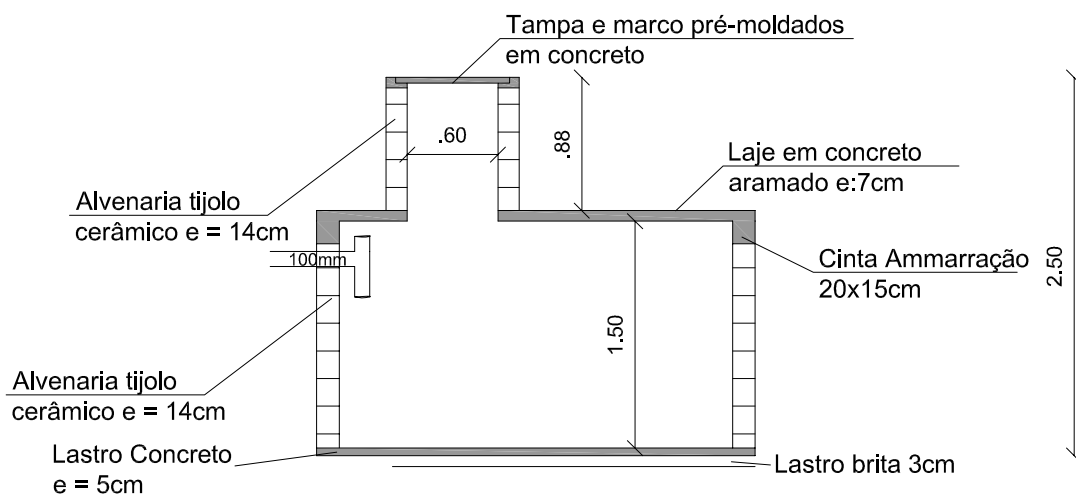 Tampa e marco pré-moldados
em concreto
.60
.88
Laje em concreto
aramado e:7cm
Alvenaria tijolo
cerâmico e = 14cm
100mm
Cinta Ammarração
20x15cm
2.50
1.50
Alvenaria tijolo
cerâmico e = 14cm
Lastro Concreto
e = 5cm
Lastro brita 3cm